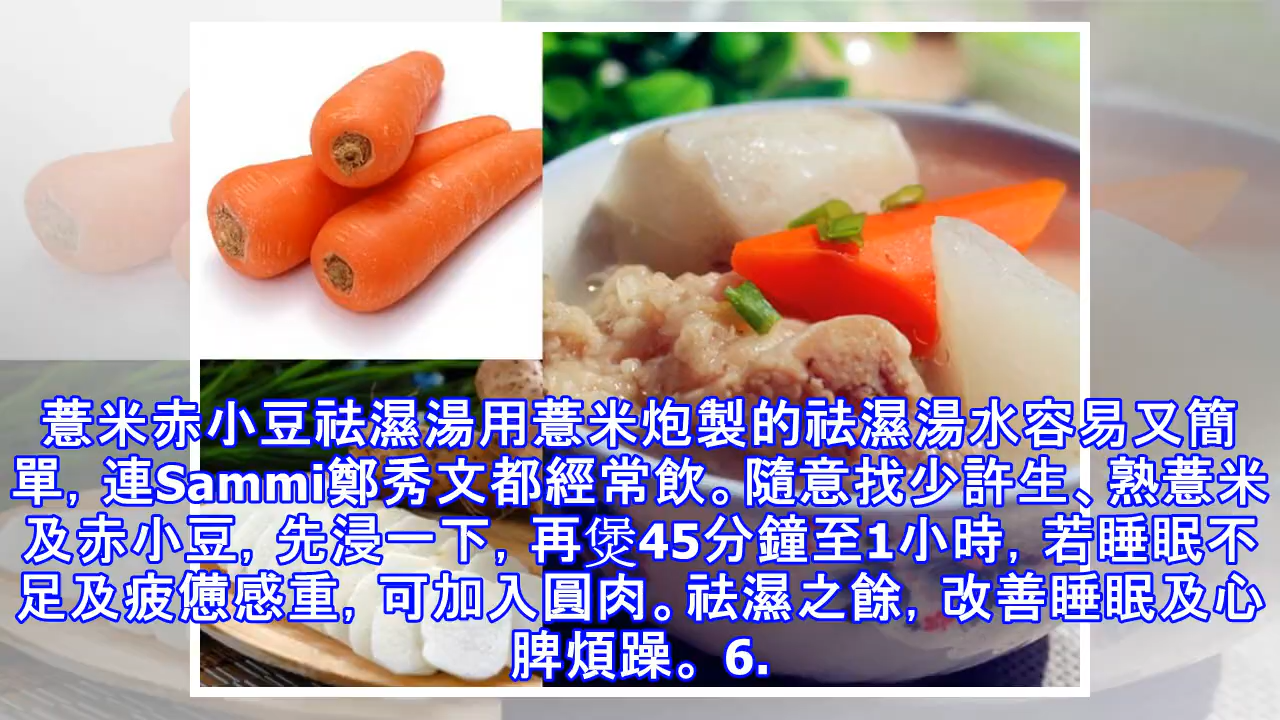 薏米赤小豆祛濕湯用薏米炮製的祛濕湯水容易又簡
單, 連Sammi鄭秀文都經常飲。隨意找少許生、熟薏米
及赤小豆, 先浸一下, 再煲45分鐘至1小時, 若睡眠不
足及疲憊感重, 可加入圓肉。祛濕之餘, 改善睡眠及心
脾煩躁。6.